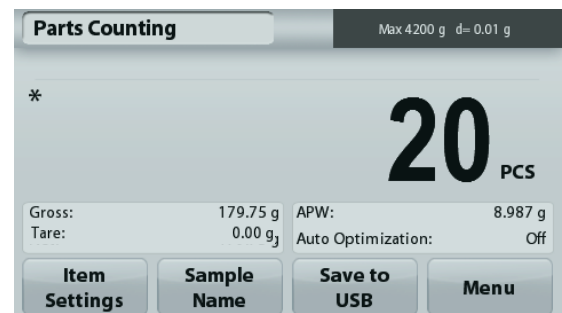 Parts Counting
Max 4200 g d= 0.01 g
*
20 PCS
Gross: 179.75 g
Tare: 0.00 g
APW: 8.987 g
Auto Optimization: Off
Item Settings
Sample Name
Save to USB
Menu